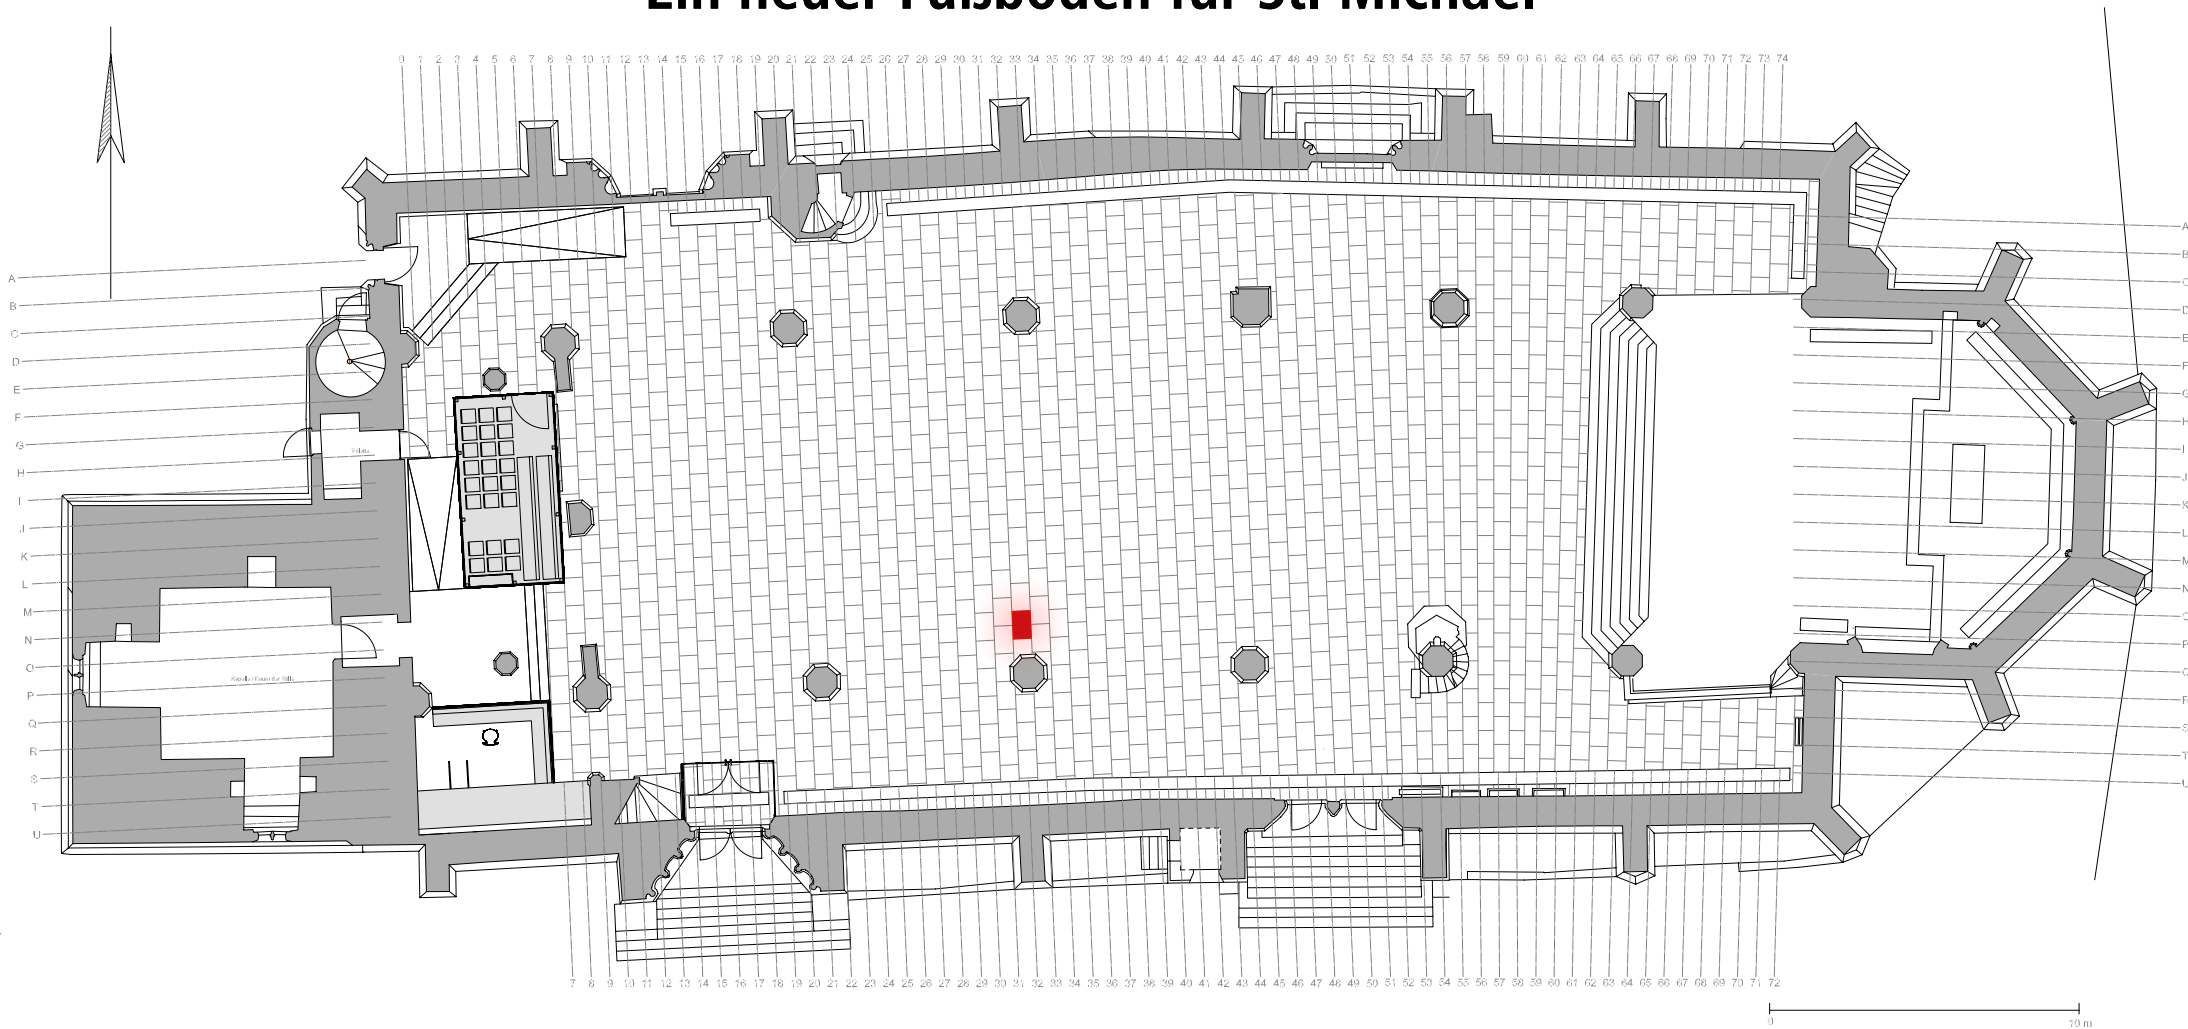 Ein neuer Fußboden für St. Michael
0 1 2 3 4 5 6 7 8 9 10 11 12 13 14 15 16 17 18 19 20 21 22 23 24 25 26 27 28 29 30 31 32 33 34 35 36 37 38 39 40 41 42 43 44 45 46 47 48 49 50 51 52 53 54 55 56 57 58 59 60 61 62 63 64 65 66 67 68 69 70 71 72 73 74
A
B
C
D
E
F
G
H
I
J
K
L
M
N
O
P
Q
R
S
T
U
A
B
C
D
E
F
G
H
I
J
K
L
M
N
O
P
Q
R
S
T
U
7 8 9 10 11 12 13 14 15 16 17 18 19 20 21 22 23 24 25 26 27 28 29 30 31 32 33 34 35 36 37 38 39 40 41 42 43 44 45 46 47 48 49 50 51 52 53 54 55 56 57 58 59 60 61 62 63 64 65 66 67 68 69 70 71 72
0 10 m